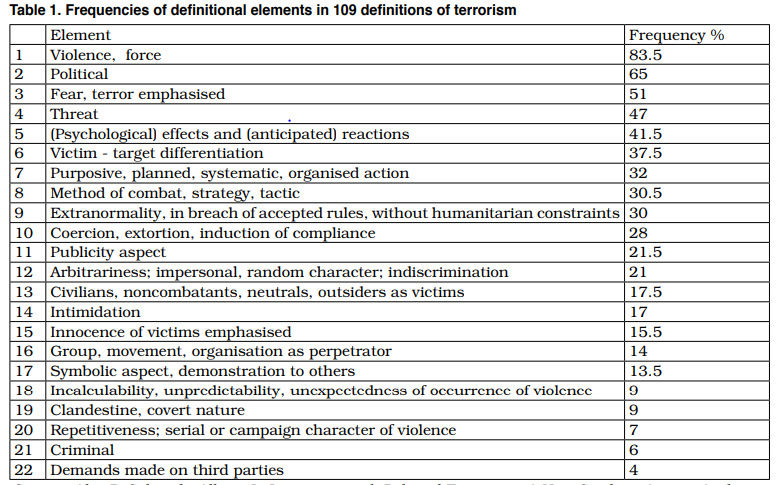 Table 1. Frequencies of definitional elements in 109 definitions of terrorism
Element Frequency %
1 Violence, force 83.5
2 Political 65
3 Fear, terror emphasised 51
4 Threat 47
5 (Psychological) effects and (anticipated) reactions 41.5
6 Victim - target differentiation 37.5
7 Purposive, planned, systematic, organised action 32
8 Method of combat, strategy, tactic 30.5
9 Extranormality, in breach of accepted rules, without humanitarian constraints 30
10 Coercion, extortion, induction of compliance 28
11 Publicity aspect 21.5
12 Arbitrariness; impersonal, random character; indiscrimination 21
13 Civilians, noncombatants, neutrals, outsiders as victims 17.5
14 Intimidation 17
15 Innocence of victims emphasised 15.5
16 Group, movement, organisation as perpetrator 14
17 Symbolic aspect, demonstration to others 13.5
18 Incalculability, unpredictability, unexpectedness of occurrence of violence 9
19 Clandestine, covert nature 9
20 Repetitiveness; serial or campaign character of violence 7
21 Criminal 6
22 Demands made on third parties 4